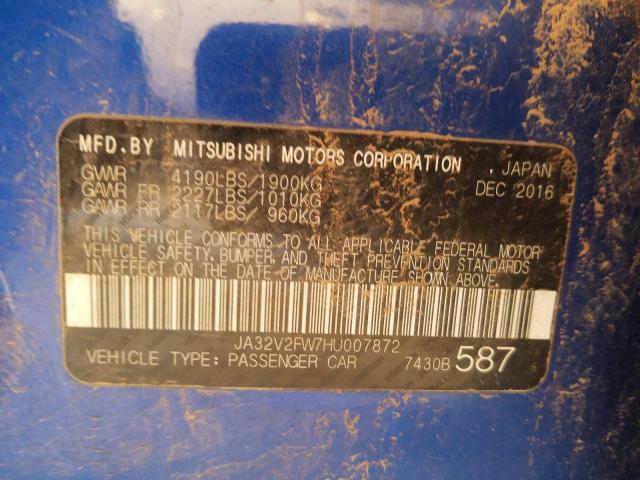 MFD.BY MITSUBISHI MOTORS CORPORATION , JAPAN
GVWR 4190LBS/1900KG DEC 2016
GAWR FR 2227LBS/1010KG
GAWR RR 2117LBS/ 960KG
THIS VEHICLE CONFORMS TO ALL APPLICABLE FEDERAL MOTOR
VEHICLE SAFETY, BUMPER, AND THEFT PREVENTION STANDARDS
IN EFFECT ON THE DATE OF MANUFACTURE SHOWN ABOVE.
JA32V2FW7HU007872
VEHICLE TYPE: PASSENGER CAR 7430B 587